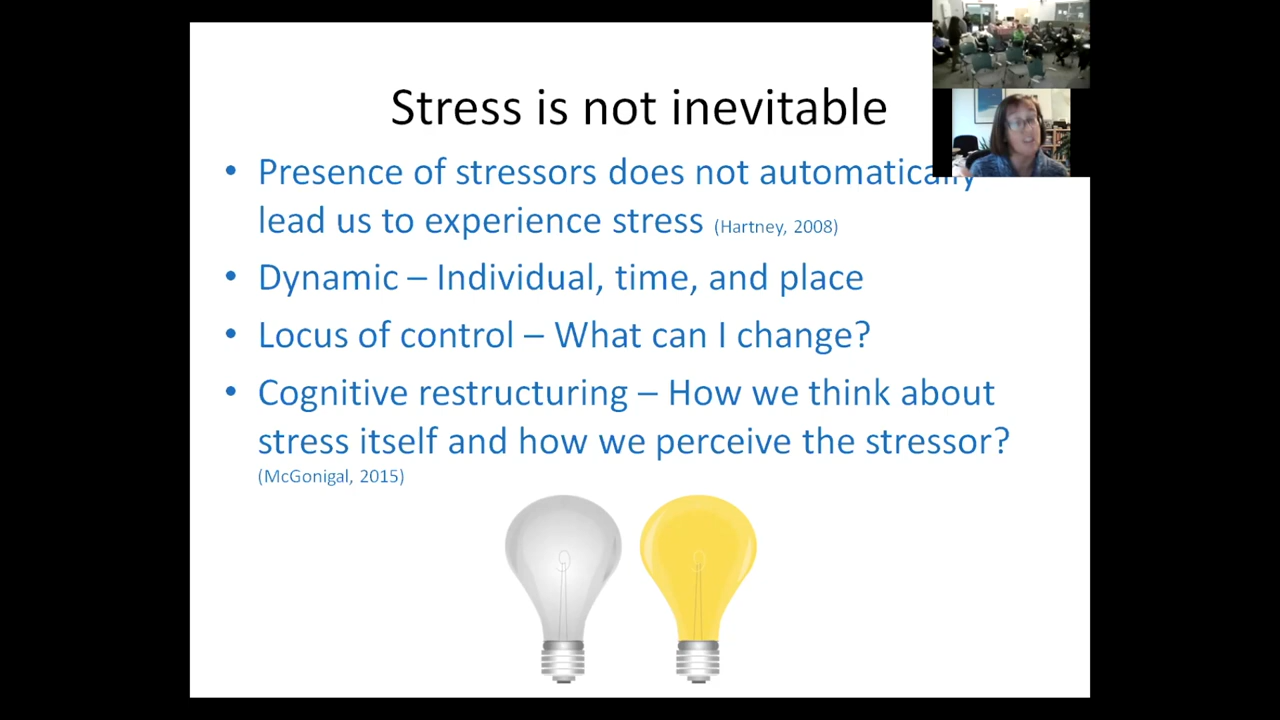 Stress is not inevitable
• Presence of stressors does not automatically
lead us to experience stress (Hartney, 2008)
• Dynamic – Individual, time, and place
• Locus of control – What can I change?
• Cognitive restructuring – How we think about
stress itself and how we perceive the stressor?
(McGonigal, 2015)